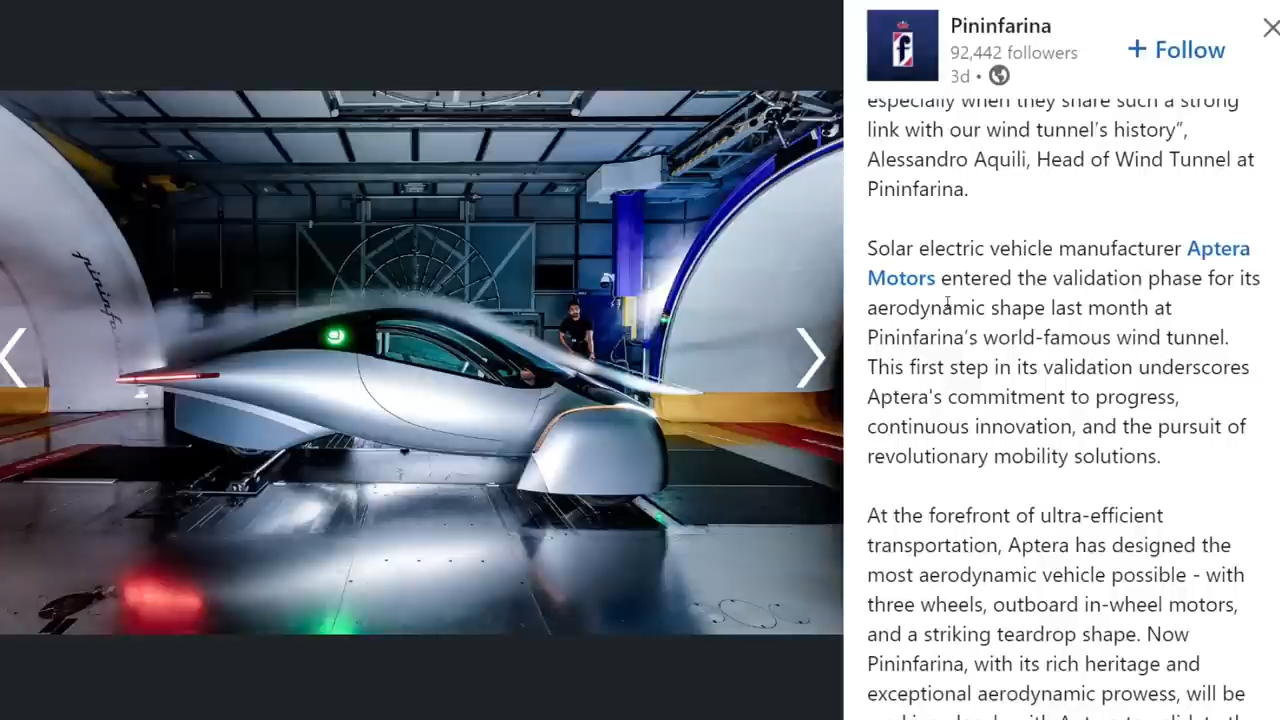 Pininfarina
92,442 followers
3d •
+ Follow
especially when they share such a strong
link with our wind tunnel’s history”,
Alessandro Aquili, Head of Wind Tunnel at
Pininfarina.
Solar electric vehicle manufacturer Aptera
Motors entered the validation phase for its
aerodynamic shape last month at
Pininfarina’s world-famous wind tunnel.
This first step in its validation underscores
Aptera's commitment to progress,
continuous innovation, and the pursuit of
revolutionary mobility solutions.
At the forefront of ultra-efficient
transportation, Aptera has designed the
most aerodynamic vehicle possible - with
three wheels, outboard in-wheel motors,
and a striking teardrop shape. Now
Pininfarina, with its rich heritage and
exceptional aerodynamic prowess, will be